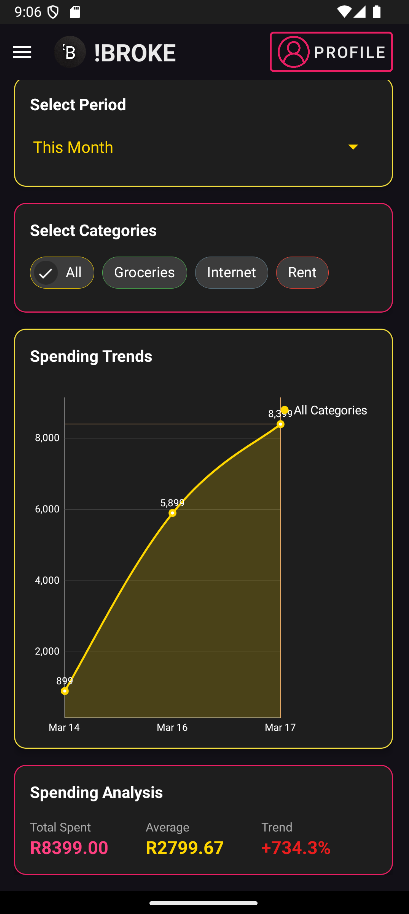 9:06
B !BROKE
PROFILE
Select Period
This Month
Select Categories
All Groceries Internet Rent
Spending Trends
8,399 All Categories
8,000
6,000
5,899
4,000
2,000
899
Mar 14 Mar 16 Mar 17
Spending Analysis
Total Spent Average Trend
R8399.00 R2799.67 +734.3%